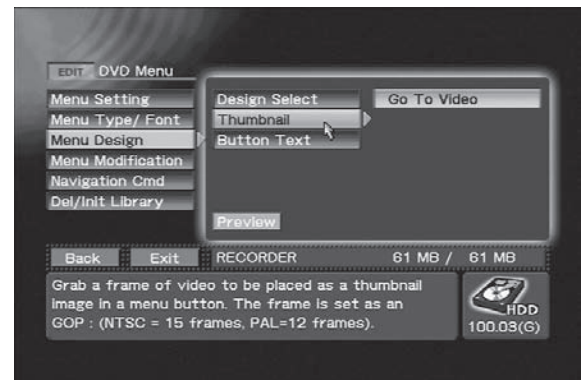 EDIT DVD Menu
Menu Setting
Menu Type/ Font
Menu Design
Menu Modification
Navigation Cmd
Del/Init Library
Design Select
Thumbnail
Button Text
Go To Video
Preview
Back Exit RECORDER 61 MB / 61 MB
Grab a frame of video to be placed as a thumbnail
image in a menu button. The frame is set as an
GOP : (NTSC = 15 frames, PAL=12 frames).
HDD
100.03(G)